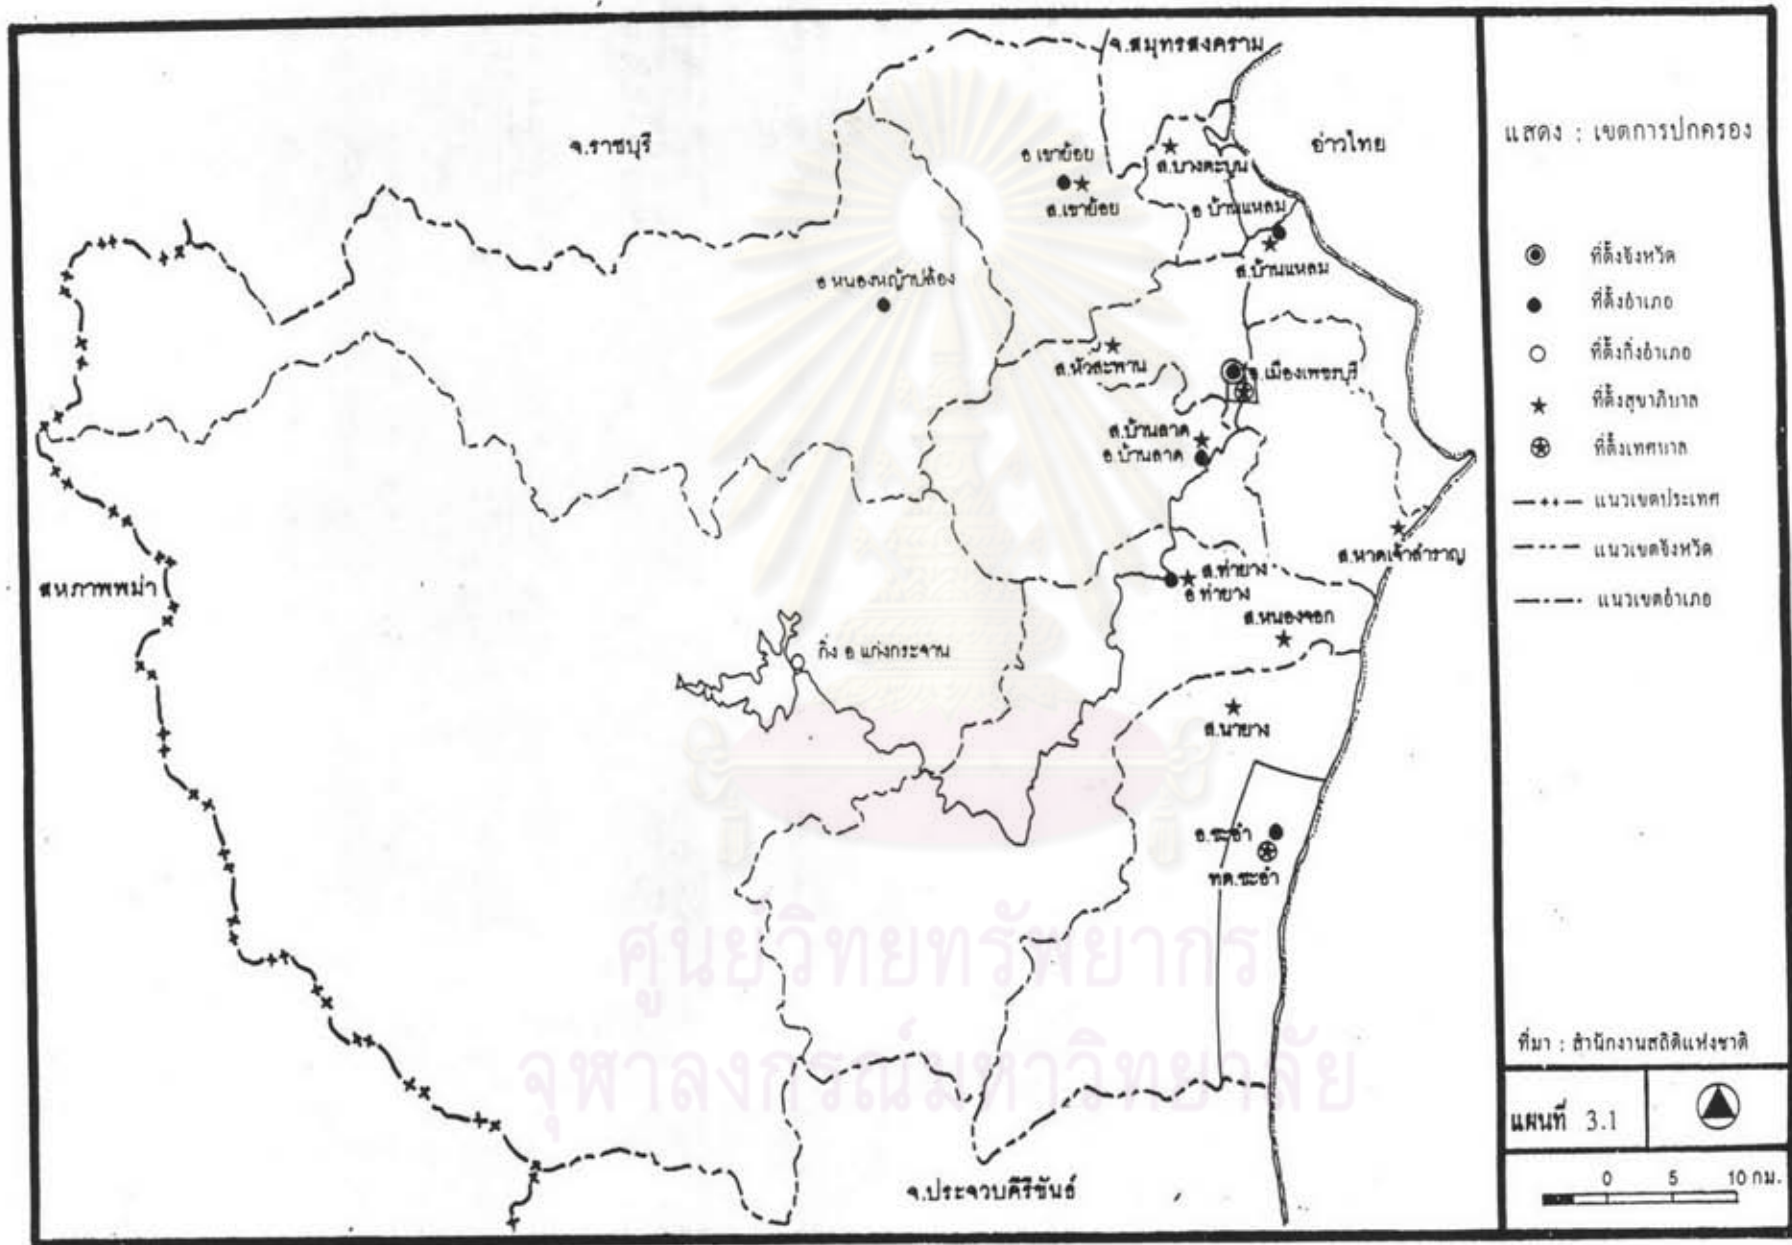 จ.สมุทรสงคราม
จ.ราชบุรี
อ่าวไทย
อ เขาย้อย
ส.เขาย้อย
ส.บางตะบูน
อ บ้านแหลม
ส.บ้านแหลม
อ หนองหญ้าปล้อง
ส.หัวสะพาน
อ.เมืองเพชรบุรี
ส.บ้านลาด
อ.บ้านลาด
ส.หาดเจ้าสำราญ
สหภาพพม่า
ส.ท่ายาง
อ ท่ายาง
ส.หนองจอก
กิ่ง อ แก่งกระจาน
ส.นายาง
อ.ชะอำ
ทต.ชะอำ
จ.ประจวบคีรีขันธ์
ศูนย์วิทยทรัพยากร
จุฬาลงกรณ์มหาวิทยาลัย
แสดง : เขตการปกครอง
ที่ตั้งจังหวัด
ที่ตั้งอำเภอ
ที่ตั้งกิ่งอำเภอ
ที่ตั้งสุขาภิบาล
ที่ตั้งเทศบาล
แนวเขตประเทศ
แนวเขตจังหวัด
แนวเขตอำเภอ
ที่มา : สำนักงานสถิติแห่งชาติ
แผนที่ 3.1
0 5 10 กม.